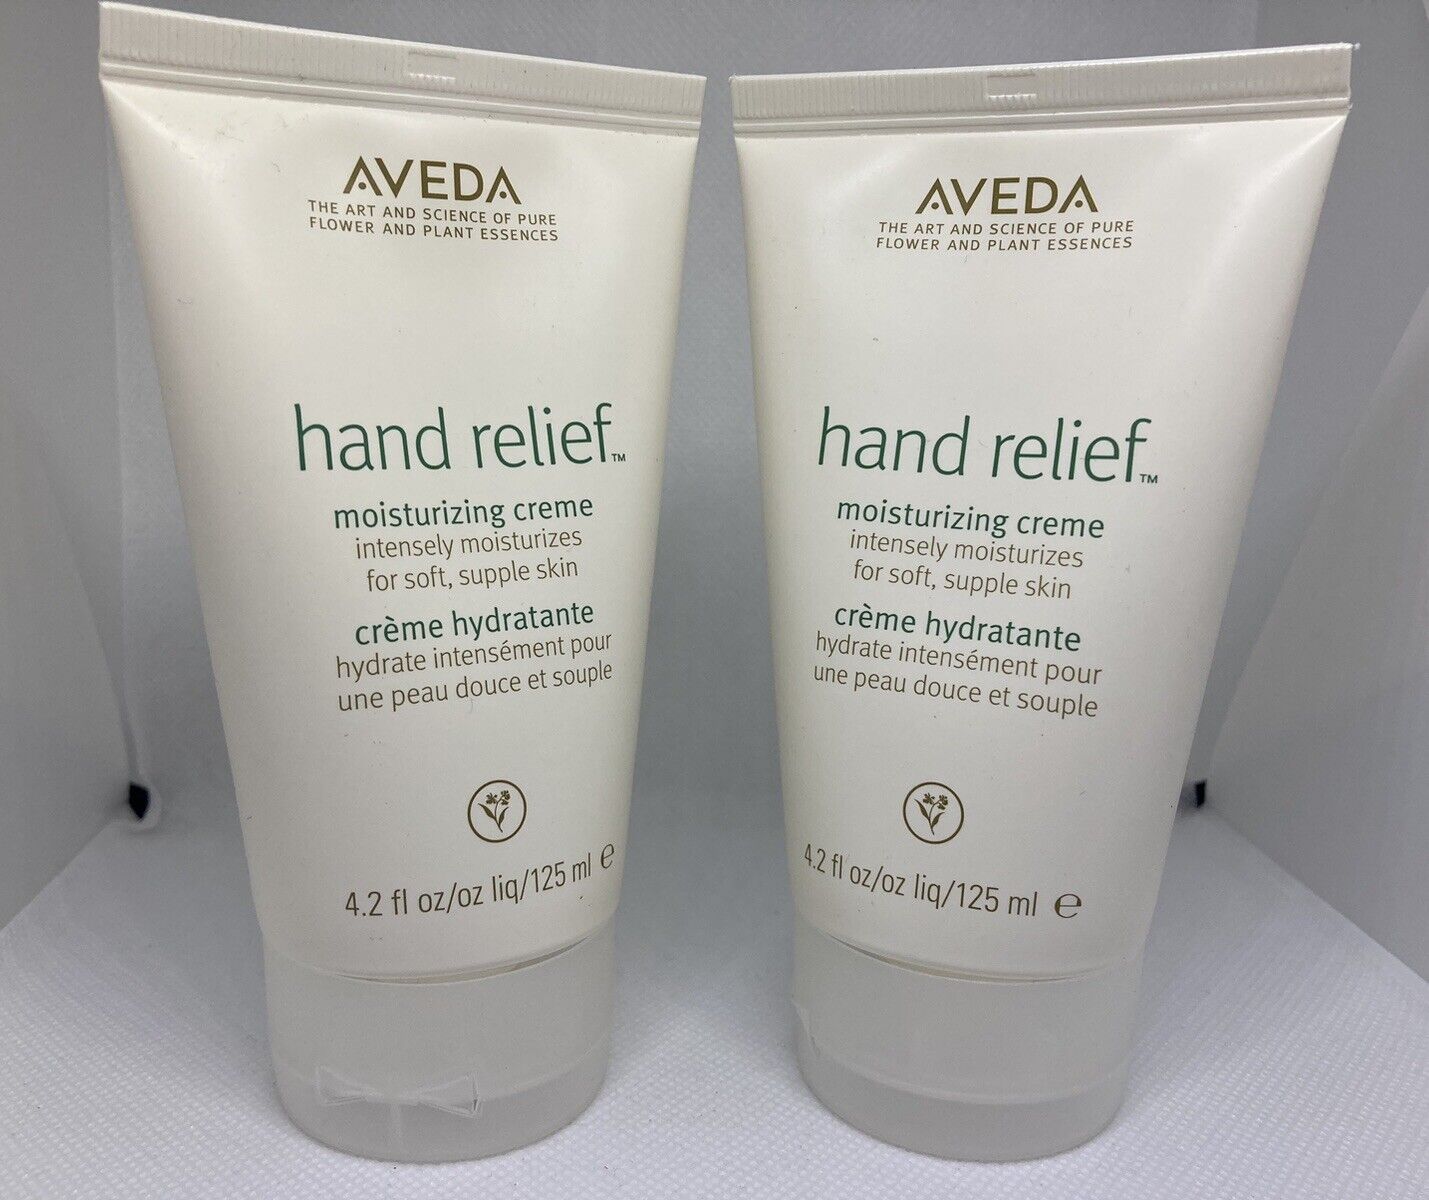 AVEDA
THE ART AND SCIENCE OF PURE
FLOWER AND PLANT ESSENCES
hand relief™
moisturizing creme
intensely moisturizes
for soft, supple skin
crème hydratante
hydrate intensément pour
une peau douce et souple
4.2 fl oz/oz liq/125 ml ℮
AVEDA
THE ART AND SCIENCE OF PURE
FLOWER AND PLANT ESSENCES
hand relief™
moisturizing creme
intensely moisturizes
for soft, supple skin
crème hydratante
hydrate intensément pour
une peau douce et souple
4.2 fl oz/oz liq/125 ml ℮